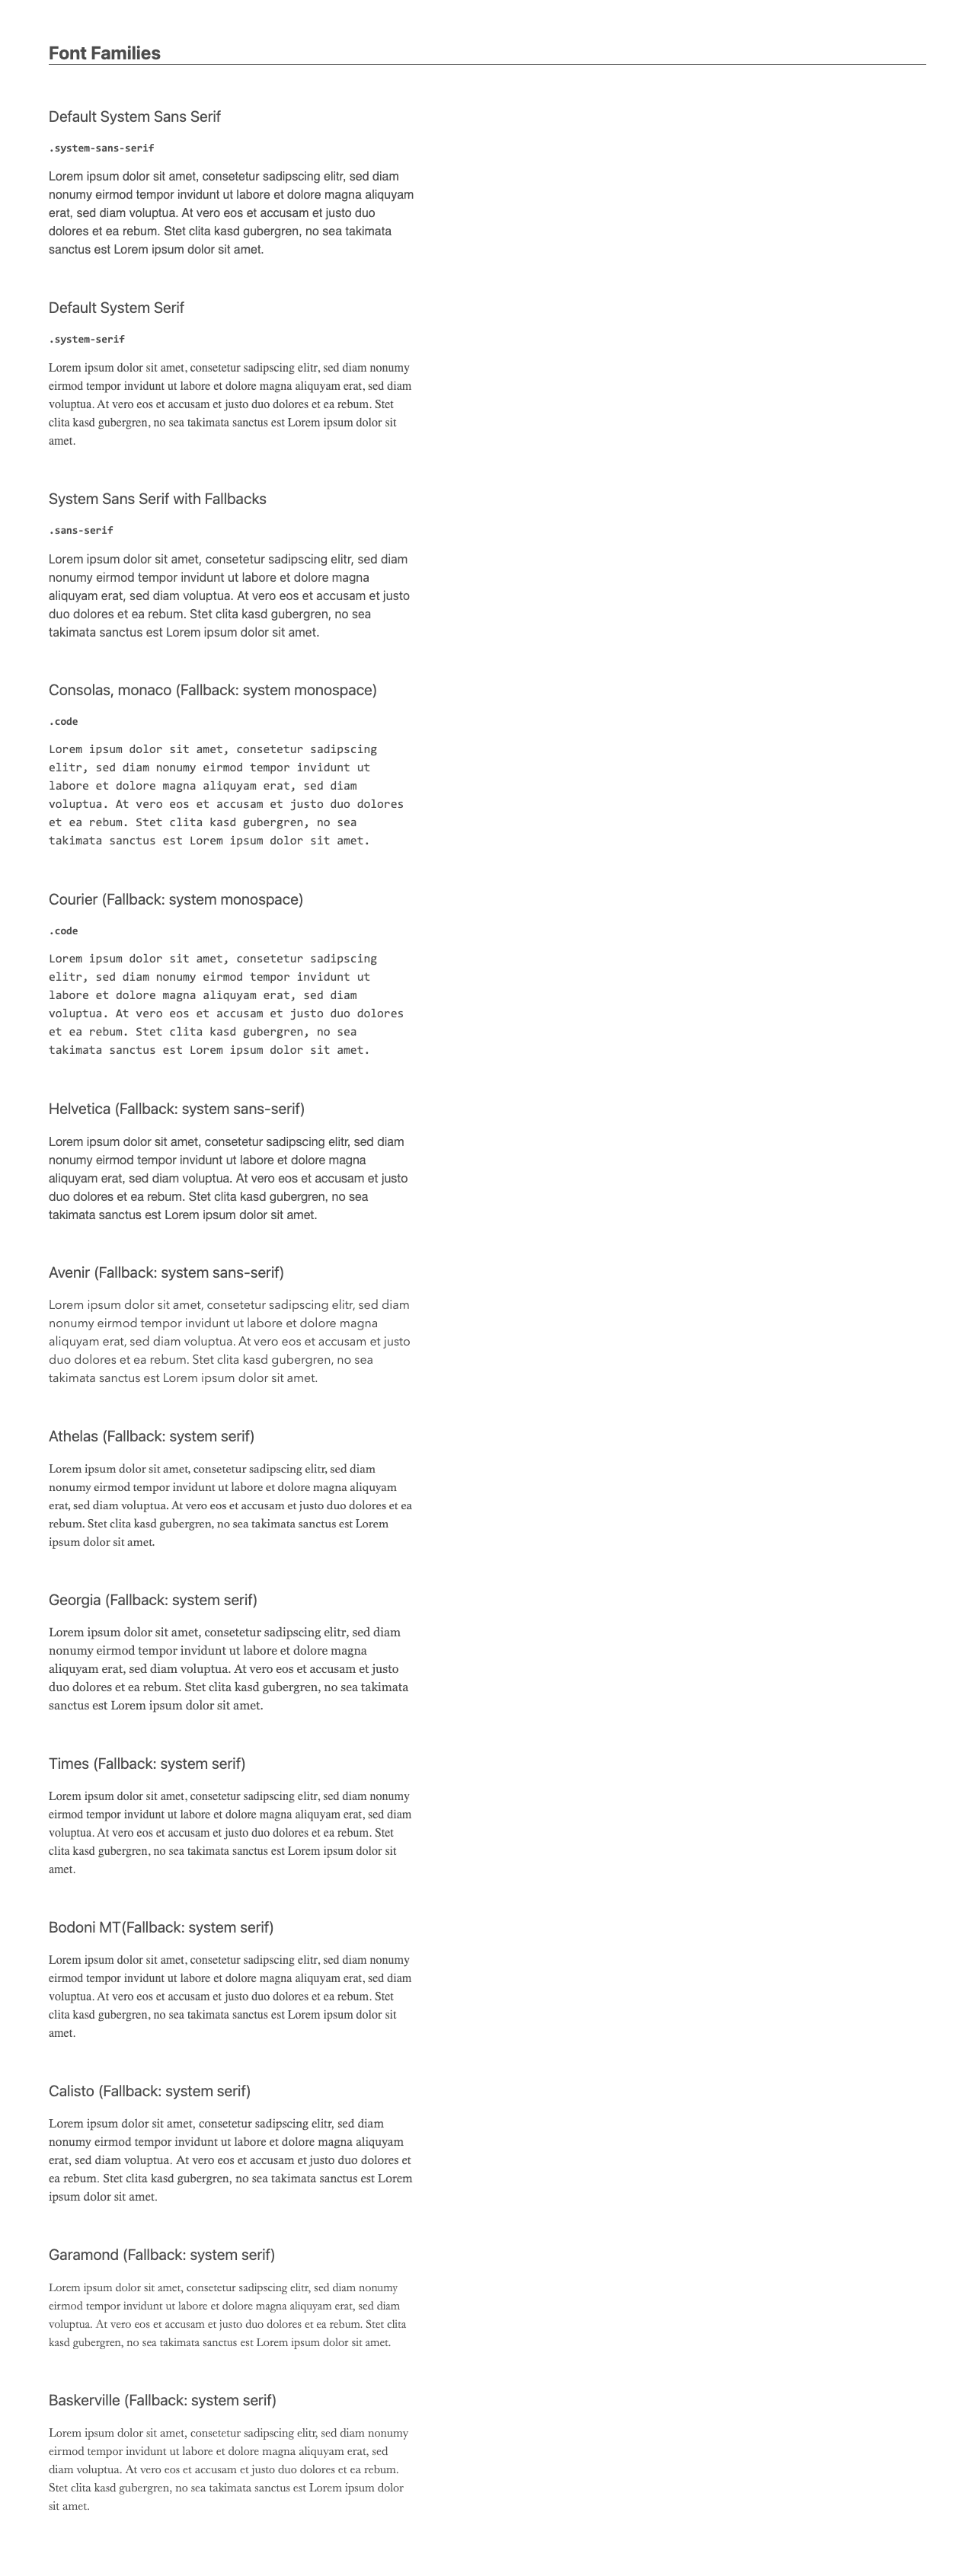 Font Families
Default System Sans Serif
.system-sans-serif
Lorem ipsum dolor sit amet, consetetur sadipscing elitr, sed diam
nonumy eirmod tempor invidunt ut labore et dolore magna aliquyam
erat, sed diam voluptua. At vero eos et accusam et justo duo
dolores et ea rebum. Stet clita kasd gubergren, no sea takimata
sanctus est Lorem ipsum dolor sit amet.
Default System Serif
.system-serif
Lorem ipsum dolor sit amet, consetetur sadipscing elitr, sed diam nonumy
eirmod tempor invidunt ut labore et dolore magna aliquyam erat, sed diam
voluptua. At vero eos et accusam et justo duo dolores et ea rebum. Stet
clita kasd gubergren, no sea takimata sanctus est Lorem ipsum dolor sit
amet.
System Sans Serif with Fallbacks
.sans-serif
Lorem ipsum dolor sit amet, consetetur sadipscing elitr, sed diam
nonumy eirmod tempor invidunt ut labore et dolore magna
aliquyam erat, sed diam voluptua. At vero eos et accusam et justo
duo dolores et ea rebum. Stet clita kasd gubergren, no sea
takimata sanctus est Lorem ipsum dolor sit amet.
Consolas, monaco (Fallback: system monospace)
.code
Lorem ipsum dolor sit amet, consetetur sadipscing
elitr, sed diam nonumy eirmod tempor invidunt ut
labore et dolore magna aliquyam erat, sed diam
voluptua. At vero eos et accusam et justo duo dolores
et ea rebum. Stet clita kasd gubergren, no sea
takimata sanctus est Lorem ipsum dolor sit amet.
Courier (Fallback: system monospace)
.code
Lorem ipsum dolor sit amet, consetetur sadipscing
elitr, sed diam nonumy eirmod tempor invidunt ut
labore et dolore magna aliquyam erat, sed diam
voluptua. At vero eos et accusam et justo duo dolores
et ea rebum. Stet clita kasd gubergren, no sea
takimata sanctus est Lorem ipsum dolor sit amet.
Helvetica (Fallback: system sans-serif)
Lorem ipsum dolor sit amet, consetetur sadipscing elitr, sed diam
nonumy eirmod tempor invidunt ut labore et dolore magna
aliquyam erat, sed diam voluptua. At vero eos et accusam et justo
duo dolores et ea rebum. Stet clita kasd gubergren, no sea
takimata sanctus est Lorem ipsum dolor sit amet.
Avenir (Fallback: system sans-serif)
Lorem ipsum dolor sit amet, consetetur sadipscing elitr, sed diam
nonumy eirmod tempor invidunt ut labore et dolore magna
aliquyam erat, sed diam voluptua. At vero eos et accusam et justo
duo dolores et ea rebum. Stet clita kasd gubergren, no sea
takimata sanctus est Lorem ipsum dolor sit amet.
Athelas (Fallback: system serif)
Lorem ipsum dolor sit amet, consetetur sadipscing elitr, sed diam
nonumy eirmod tempor invidunt ut labore et dolore magna aliquyam
erat, sed diam voluptua. At vero eos et accusam et justo duo dolores et ea
rebum. Stet clita kasd gubergren, no sea takimata sanctus est Lorem
ipsum dolor sit amet.
Georgia (Fallback: system serif)
Lorem ipsum dolor sit amet, consetetur sadipscing elitr, sed diam
nonumy eirmod tempor invidunt ut labore et dolore magna
aliquyam erat, sed diam voluptua. At vero eos et accusam et justo
duo dolores et ea rebum. Stet clita kasd gubergren, no sea takimata
sanctus est Lorem ipsum dolor sit amet.
Times (Fallback: system serif)
Lorem ipsum dolor sit amet, consetetur sadipscing elitr, sed diam nonumy
eirmod tempor invidunt ut labore et dolore magna aliquyam erat, sed diam
voluptua. At vero eos et accusam et justo duo dolores et ea rebum. Stet
clita kasd gubergren, no sea takimata sanctus est Lorem ipsum dolor sit
amet.
Bodoni MT(Fallback: system serif)
Lorem ipsum dolor sit amet, consetetur sadipscing elitr, sed diam nonumy
eirmod tempor invidunt ut labore et dolore magna aliquyam erat, sed diam
voluptua. At vero eos et accusam et justo duo dolores et ea rebum. Stet
clita kasd gubergren, no sea takimata sanctus est Lorem ipsum dolor sit
amet.
Calisto (Fallback: system serif)
Lorem ipsum dolor sit amet, consetetur sadipscing elitr, sed diam
nonumy eirmod tempor invidunt ut labore et dolore magna aliquyam
erat, sed diam voluptua. At vero eos et accusam et justo duo dolores et
ea rebum. Stet clita kasd gubergren, no sea takimata sanctus est Lorem
ipsum dolor sit amet.
Garamond (Fallback: system serif)
Lorem ipsum dolor sit amet, consetetur sadipscing elitr, sed diam nonumy
eirmod tempor invidunt ut labore et dolore magna aliquyam erat, sed diam
voluptua. At vero eos et accusam et justo duo dolores et ea rebum. Stet clita
kasd gubergren, no sea takimata sanctus est Lorem ipsum dolor sit amet.
Baskerville (Fallback: system serif)
Lorem ipsum dolor sit amet, consetetur sadipscing elitr, sed diam nonumy
eirmod tempor invidunt ut labore et dolore magna aliquyam erat, sed
diam voluptua. At vero eos et accusam et justo duo dolores et ea rebum.
Stet clita kasd gubergren, no sea takimata sanctus est Lorem ipsum dolor
sit amet.